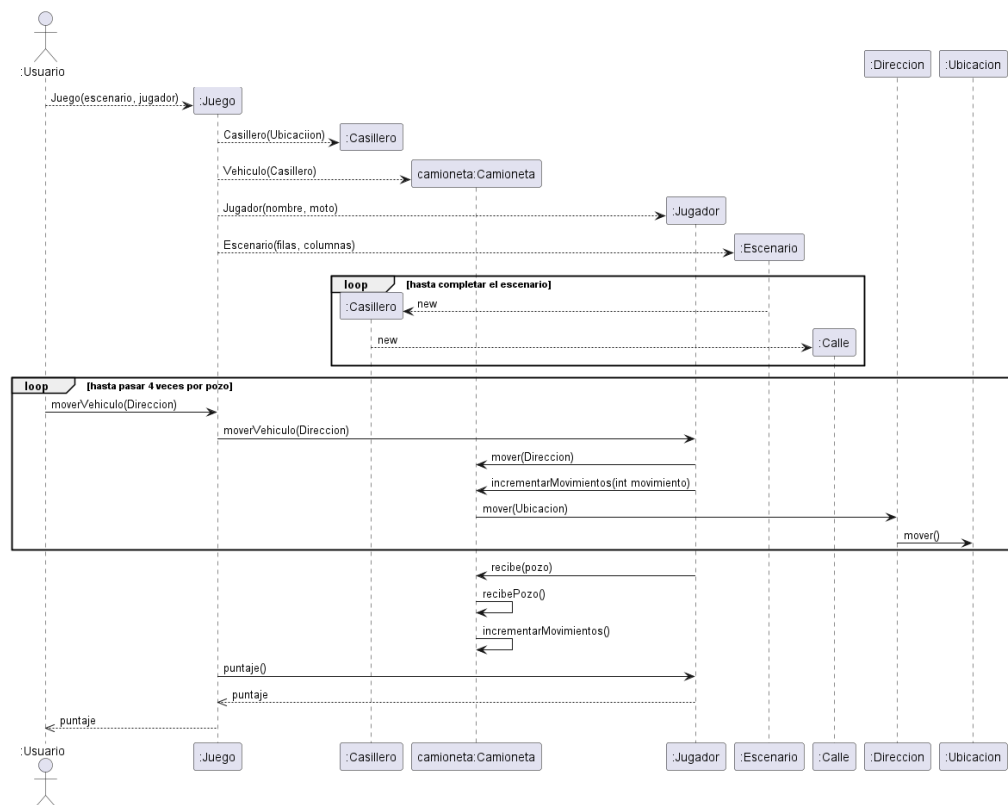 :Usuario
:Direccion
:Ubicacion
Juego(escenario, jugador)
:Juego
Casillero(Ubicaciion)
:Casillero
Vehiculo(Casillero)
camioneta:Camioneta
Jugador(nombre, moto)
:Jugador
Escenario(filas, columnas)
:Escenario
loop
[hasta completar el escenario]
:Casillero
new
new
:Calle
loop
[hasta pasar 4 veces por pozo]
moverVehiculo(Direccion)
moverVehiculo(Direccion)
mover(Direccion)
incrementarMovimientos(int movimiento)
mover(Ubicacion)
mover()
recibe(pozo)
recibePozo()
incrementarMovimientos()
puntaje()
puntaje
puntaje
:Usuario
:Juego
:Casillero
camioneta:Camioneta
:Jugador
:Escenario
:Calle
:Direccion
:Ubicacion